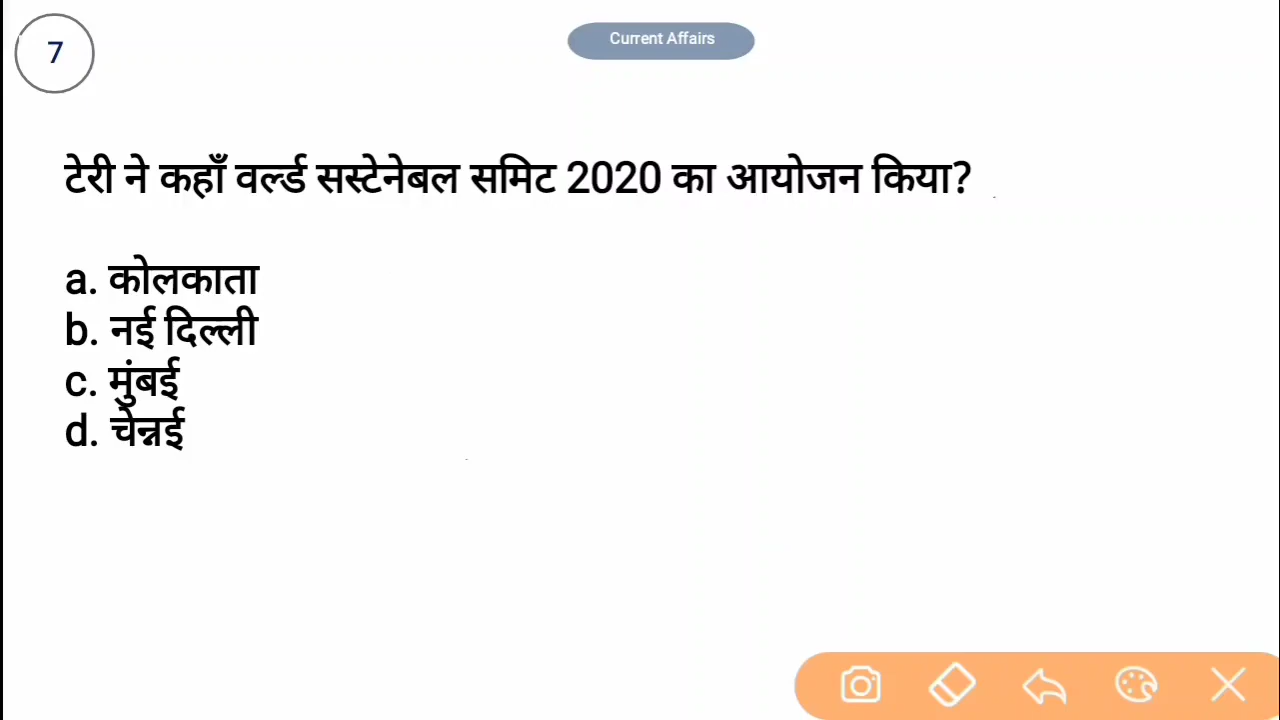 7
Current Affairs
टेरी ने कहाँ वर्ल्ड सस्टेनेबल समिट 2020 का आयोजन किया?
a. कोलकाता
b. नई दिल्ली
c. मुंबई
d. चेन्नई